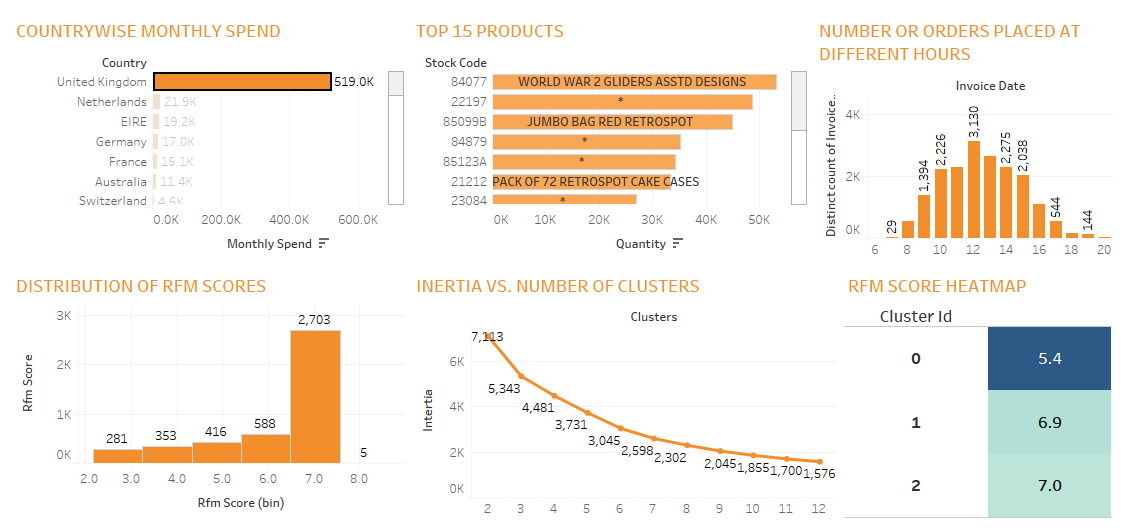 COUNTRYWISE MONTHLY SPEND
Country
United Kingdom 519.0K
Netherlands 21.9K
EIRE 19.2K
Germany 17.0K
France 15.1K
Australia 11.4K
Switzerland 4.6K
0.0K 200.0K 400.0K 600.0K
Monthly Spend
TOP 15 PRODUCTS
Stock Code
84077 WORLD WAR 2 GLIDERS ASSTD DESIGNS
22197 *
85099B JUMBO BAG RED RETROSPOT
84879 *
85123A *
21212 PACK OF 72 RETROSPOT CAKE CASES
23084 *
0K 10K 20K 30K 40K 50K
Quantity
NUMBER OR ORDERS PLACED AT
DIFFERENT HOURS
Invoice Date
Distinct count of Invoice..
4K
2K
0K
29 1,394 2,226 3,130 2,275 2,038 544 144
6 8 10 12 14 16 18 20
DISTRIBUTION OF RFM SCORES
Rfm Score
3K
2K
1K
0K
281 353 416 588 2,703 5
2.0 3.0 4.0 5.0 6.0 7.0 8.0
Rfm Score (bin)
INERTIA VS. NUMBER OF CLUSTERS
Clusters
Intertia
6K
4K
2K
0K
7,113 5,343 4,481 3,731 3,045 2,598 2,302 2,045 1,855 1,700 1,576
2 3 4 5 6 7 8 9 10 11 12
RFM SCORE HEATMAP
Cluster Id
0 5.4
1 6.9
2 7.0